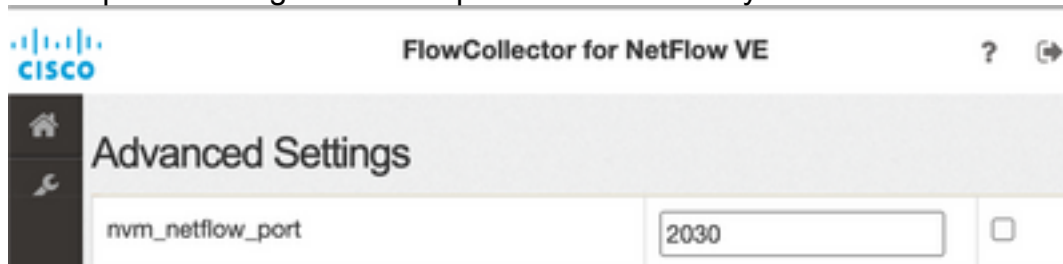 CISCO
FlowCollector for NetFlow VE
?
Advanced Settings
nvm_netflow_port
2030